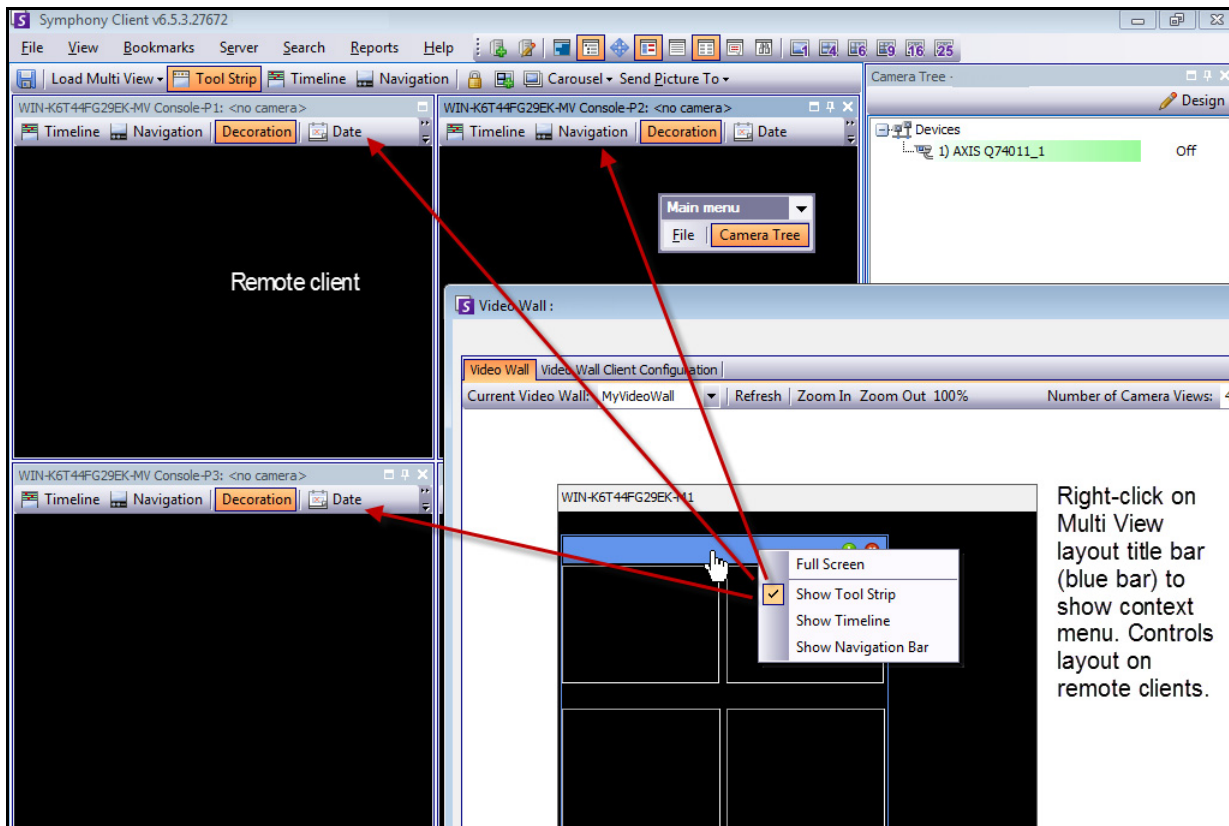 Symphony Client v6.5.3.27672
File View Bookmarks Server Search Reports Help
Load Multi View Tool Strip Timeline Navigation Carousel Send Picture To
Camera Tree
Design
WIN-K6T44FG29EK-MV Console-P1: <no camera>
Timeline Navigation Decoration Date
WIN-K6T44FG29EK-MV Console-P2: <no camera>
Timeline Navigation Decoration Date
Devices
1) AXIS Q74011_1 Off
Main menu
File Camera Tree
Remote client
Video Wall :
Video Wall Video Wall Client Configuration
Current Video Wall: MyVideoWall Refresh Zoom In Zoom Out 100% Number of Camera Views: 4
WIN-K6T44FG29EK-MV Console-P3: <no camera>
Timeline Navigation Decoration Date
WIN-K6T44FG29EK-M1
Full Screen
Show Tool Strip
Show Timeline
Show Navigation Bar
Right-click on
Multi View
layout title bar
(blue bar) to
show context
menu. Controls
layout on
remote clients.